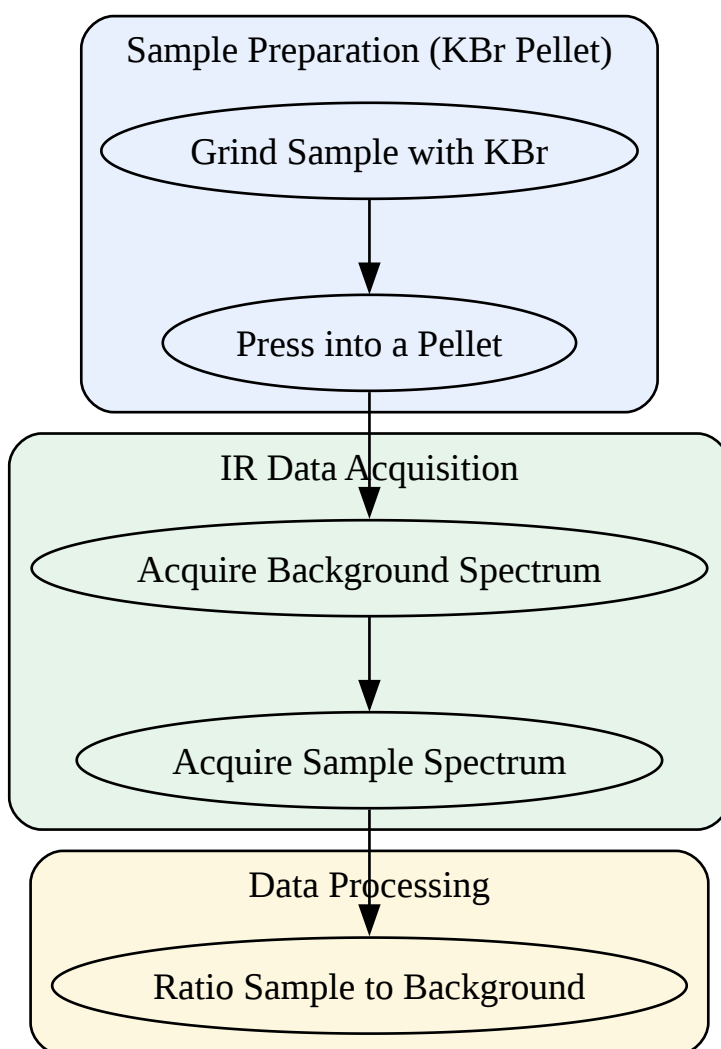 Sample Preparation (KBr Pellet)
Grind Sample with KBr
Press into a Pellet
IR Data Acquisition
Acquire Background Spectrum
Acquire Sample Spectrum
Data Processing
Ratio Sample to Background